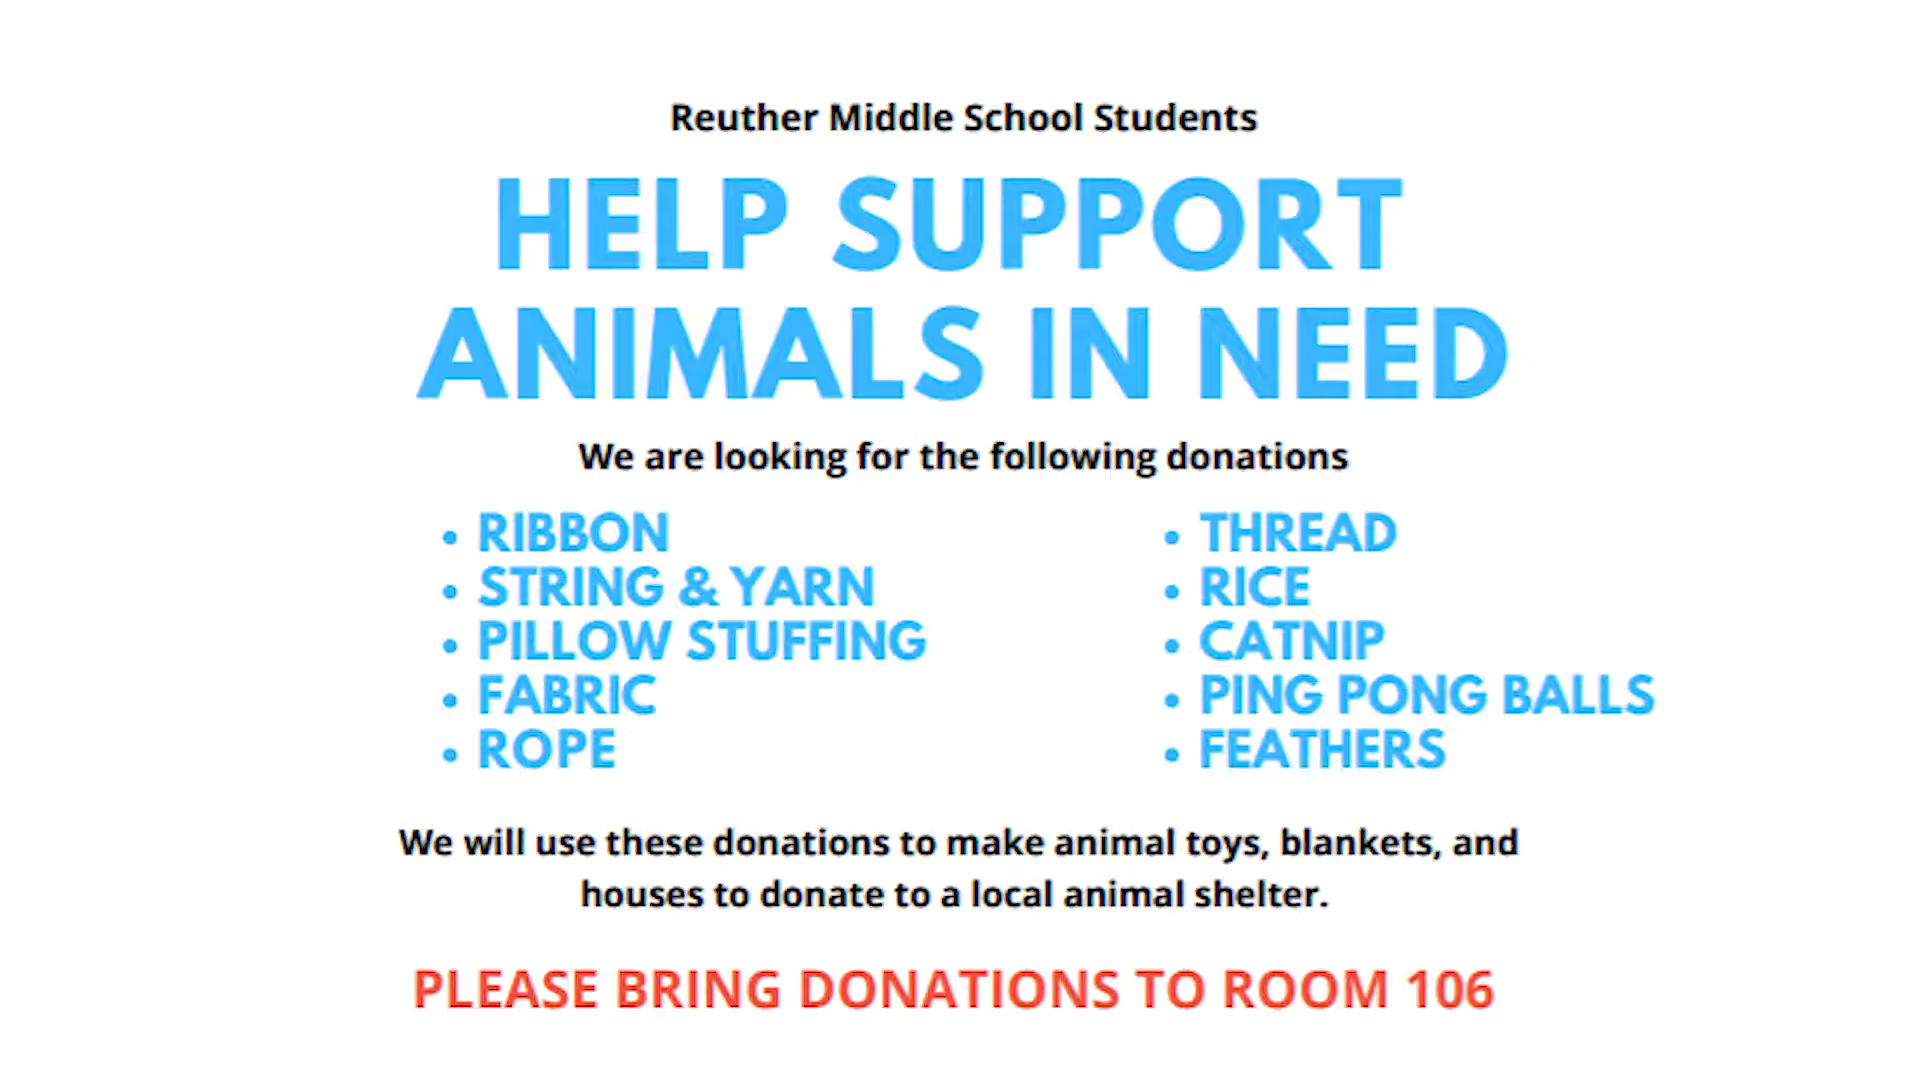 Reuther Middle School Students
HELP SUPPORT
ANIMALS IN NEED
We are looking for the following donations
• RIBBON
• STRING & YARN
• PILLOW STUFFING
• FABRIC
• ROPE
• THREAD
• RICE
• CATNIP
• PING PONG BALLS
• FEATHERS
We will use these donations to make animal toys, blankets, and
houses to donate to a local animal shelter.
PLEASE BRING DONATIONS TO ROOM 106